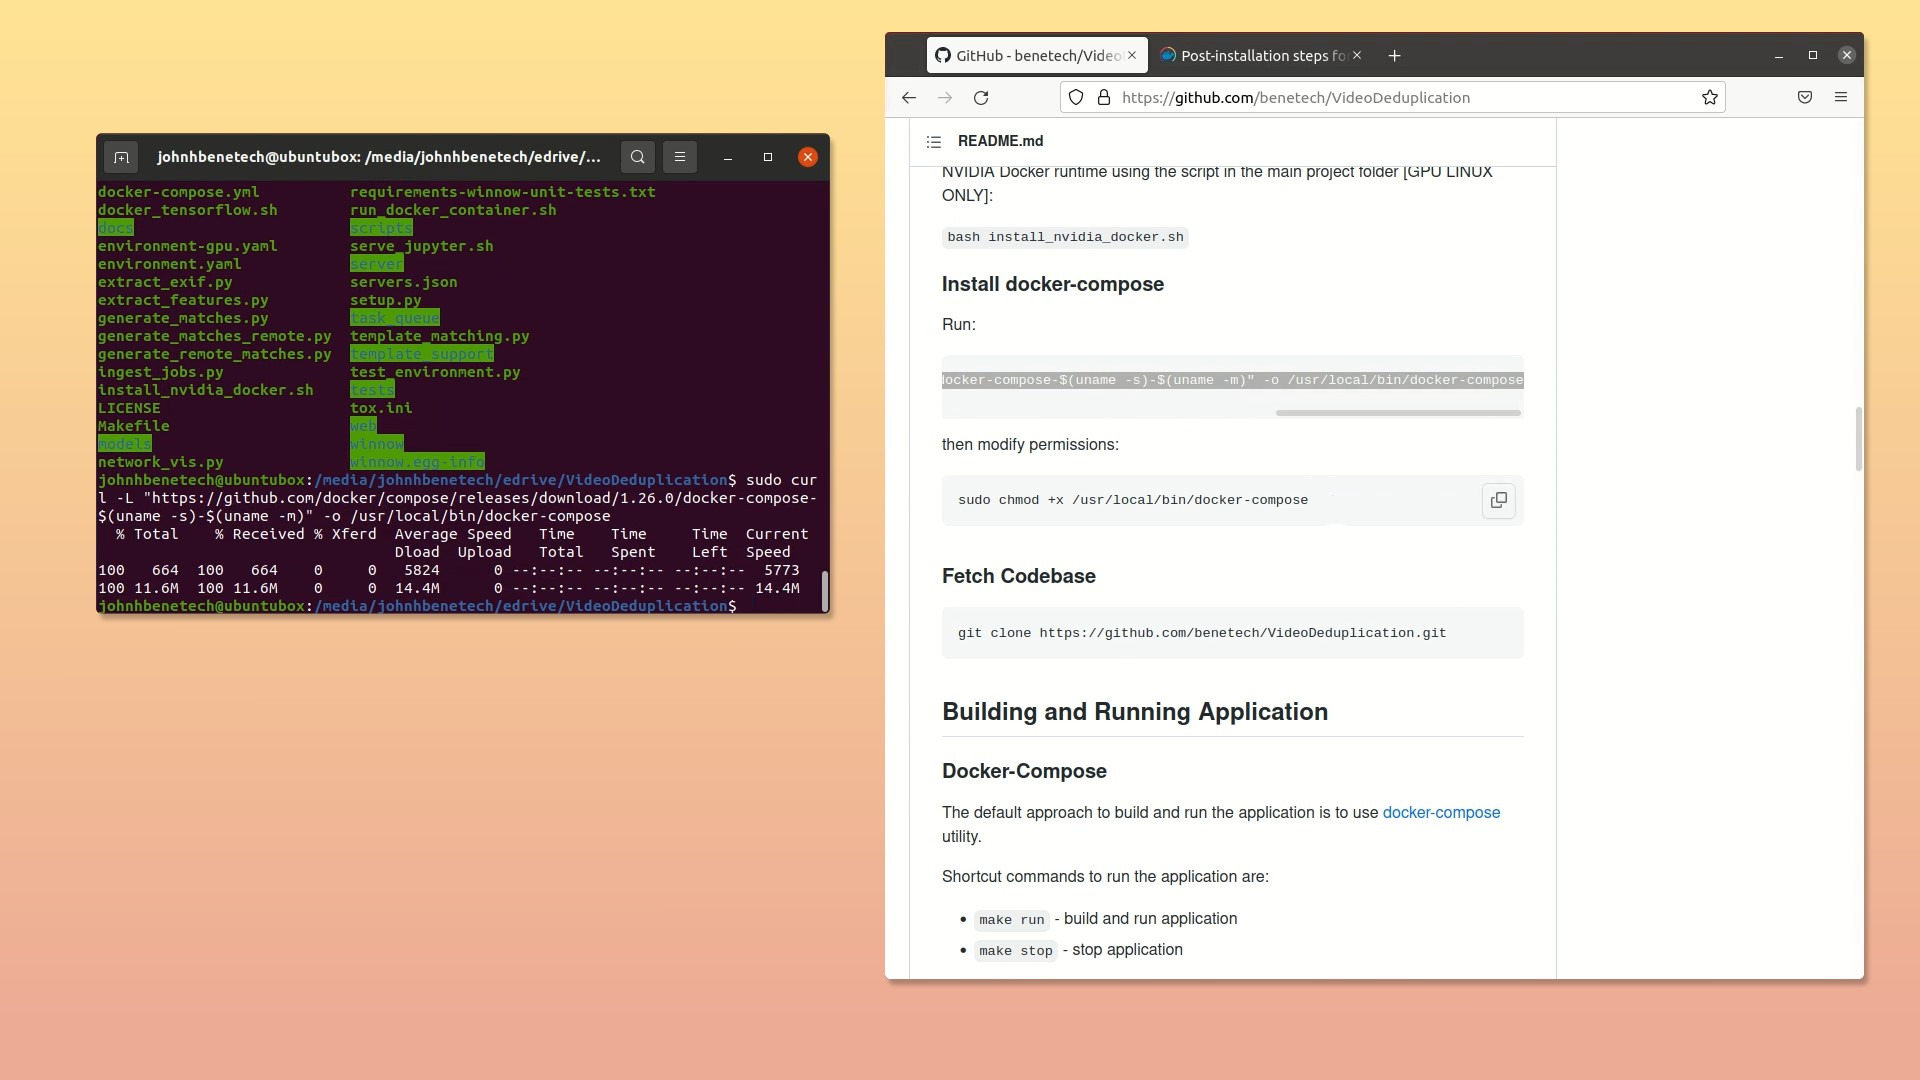 johnhbenetech@ubuntubox: /media/johnhbenetech/edrive/...
docker-compose.yml requirements-winnow-unit-tests.txt
docker_tensorflow.sh run_docker_container.sh
docs scripts
environment-gpu.yaml serve_jupyter.sh
environment.yaml server
extract_exif.py servers.json
extract_features.py setup.py
generate_matches.py task_queue
generate_matches_remote.py template_matching.py
generate_remote_matches.py template_support
ingest_jobs.py test_environment.py
install_nvidia_docker.sh tests
LICENSE tox.ini
Makefile web
models winnow
network_vis.py winnow.egg-info
johnhbenetech@ubuntubox:/media/johnhbenetech/edrive/VideoDeduplication$ sudo cur
l -L "https://github.com/docker/compose/releases/download/1.26.0/docker-compose-
$(uname -s)-$(uname -m)" -o /usr/local/bin/docker-compose
% Total % Received % Xferd Average Speed Time Time Time Current
Dload Upload Total Spent Left Speed
100 664 100 664 0 0 5824 0 --:--:-- --:--:-- --:--:-- 5773
100 11.6M 100 11.6M 0 0 14.4M 0 --:--:-- --:--:-- --:--:-- 14.4M
johnhbenetech@ubuntubox:/media/johnhbenetech/edrive/VideoDeduplication$
GitHub - benetech/Video
Post-installation steps fo
https://github.com/benetech/VideoDeduplication
README.md
NVIDIA Docker runtime using the script in the main project folder [GPU LINUX
ONLY]:
bash install_nvidia_docker.sh
Install docker-compose
Run:
docker-compose-$(uname -s)-$(uname -m)" -o /usr/local/bin/docker-compose
then modify permissions:
sudo chmod +x /usr/local/bin/docker-compose
Fetch Codebase
git clone https://github.com/benetech/VideoDeduplication.git
Building and Running Application
Docker-Compose
The default approach to build and run the application is to use docker-compose
utility.
Shortcut commands to run the application are:
• make run - build and run application
• make stop - stop application